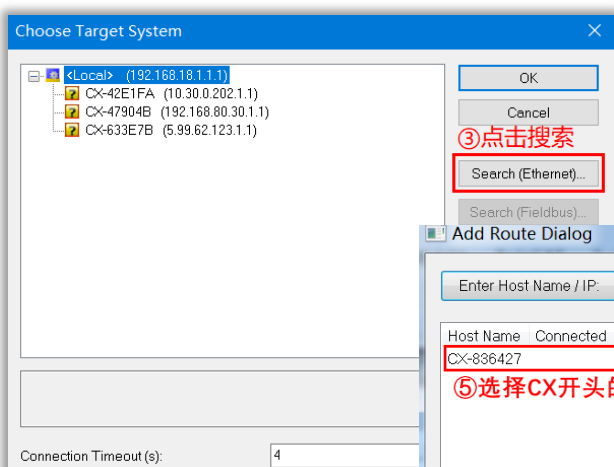 Choose Target System
<Local> (192.168.18.1.1.1)
CX-42E1FA (10.30.0.202.1.1)
CX-47904B (192.168.80.30.1.1)
CX-633E7B (5.99.62.123.1.1)
OK
Cancel
③点击搜索
Search (Ethernet)...
Search (Fieldbus)...
Add Route Dialog
Enter Host Name / IP:
Host Name Connected
CX-836427
⑤选择CX开头的
Connection Timeout (s):
4